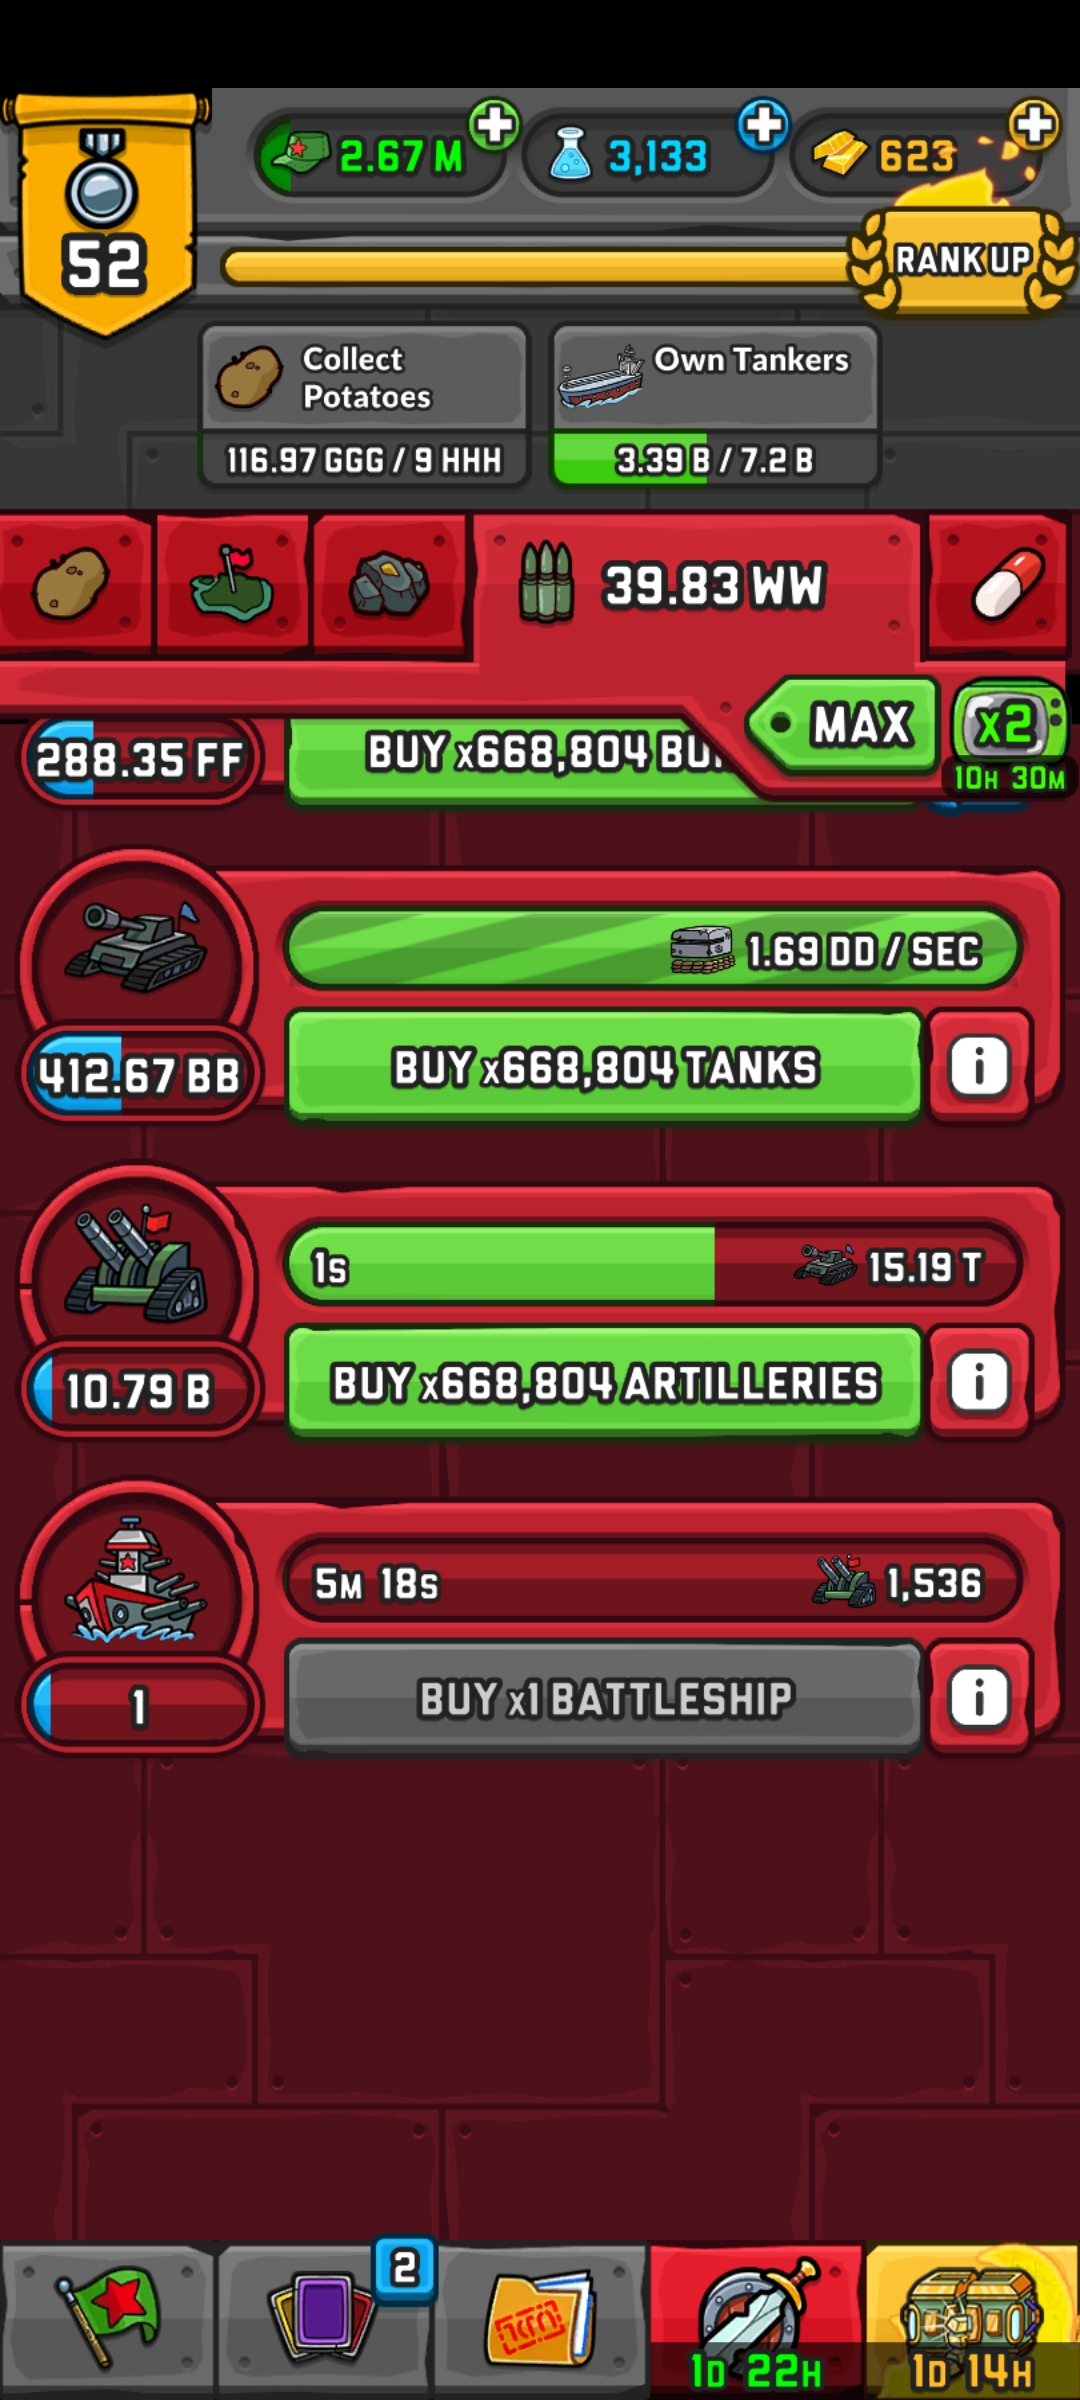 2.67 M
3,133
623
52
RANK UP
Collect
Potatoes
Own Tankers
116.97 GGG / 9 HHH
3.39 B / 7.2 B
39.83 WW
MAX
x2
10H 30M
288.35 FF
BUY x668,804
1.69 DD / SEC
412.67 BB
BUY x668,804 TANKS
i
1s
15.19 T
10.79 B
BUY x668,804 ARTILLERIES
i
5M 18s
1,536
1
BUY x1 BATTLESHIP
i
2
1D 22H
1D 14H